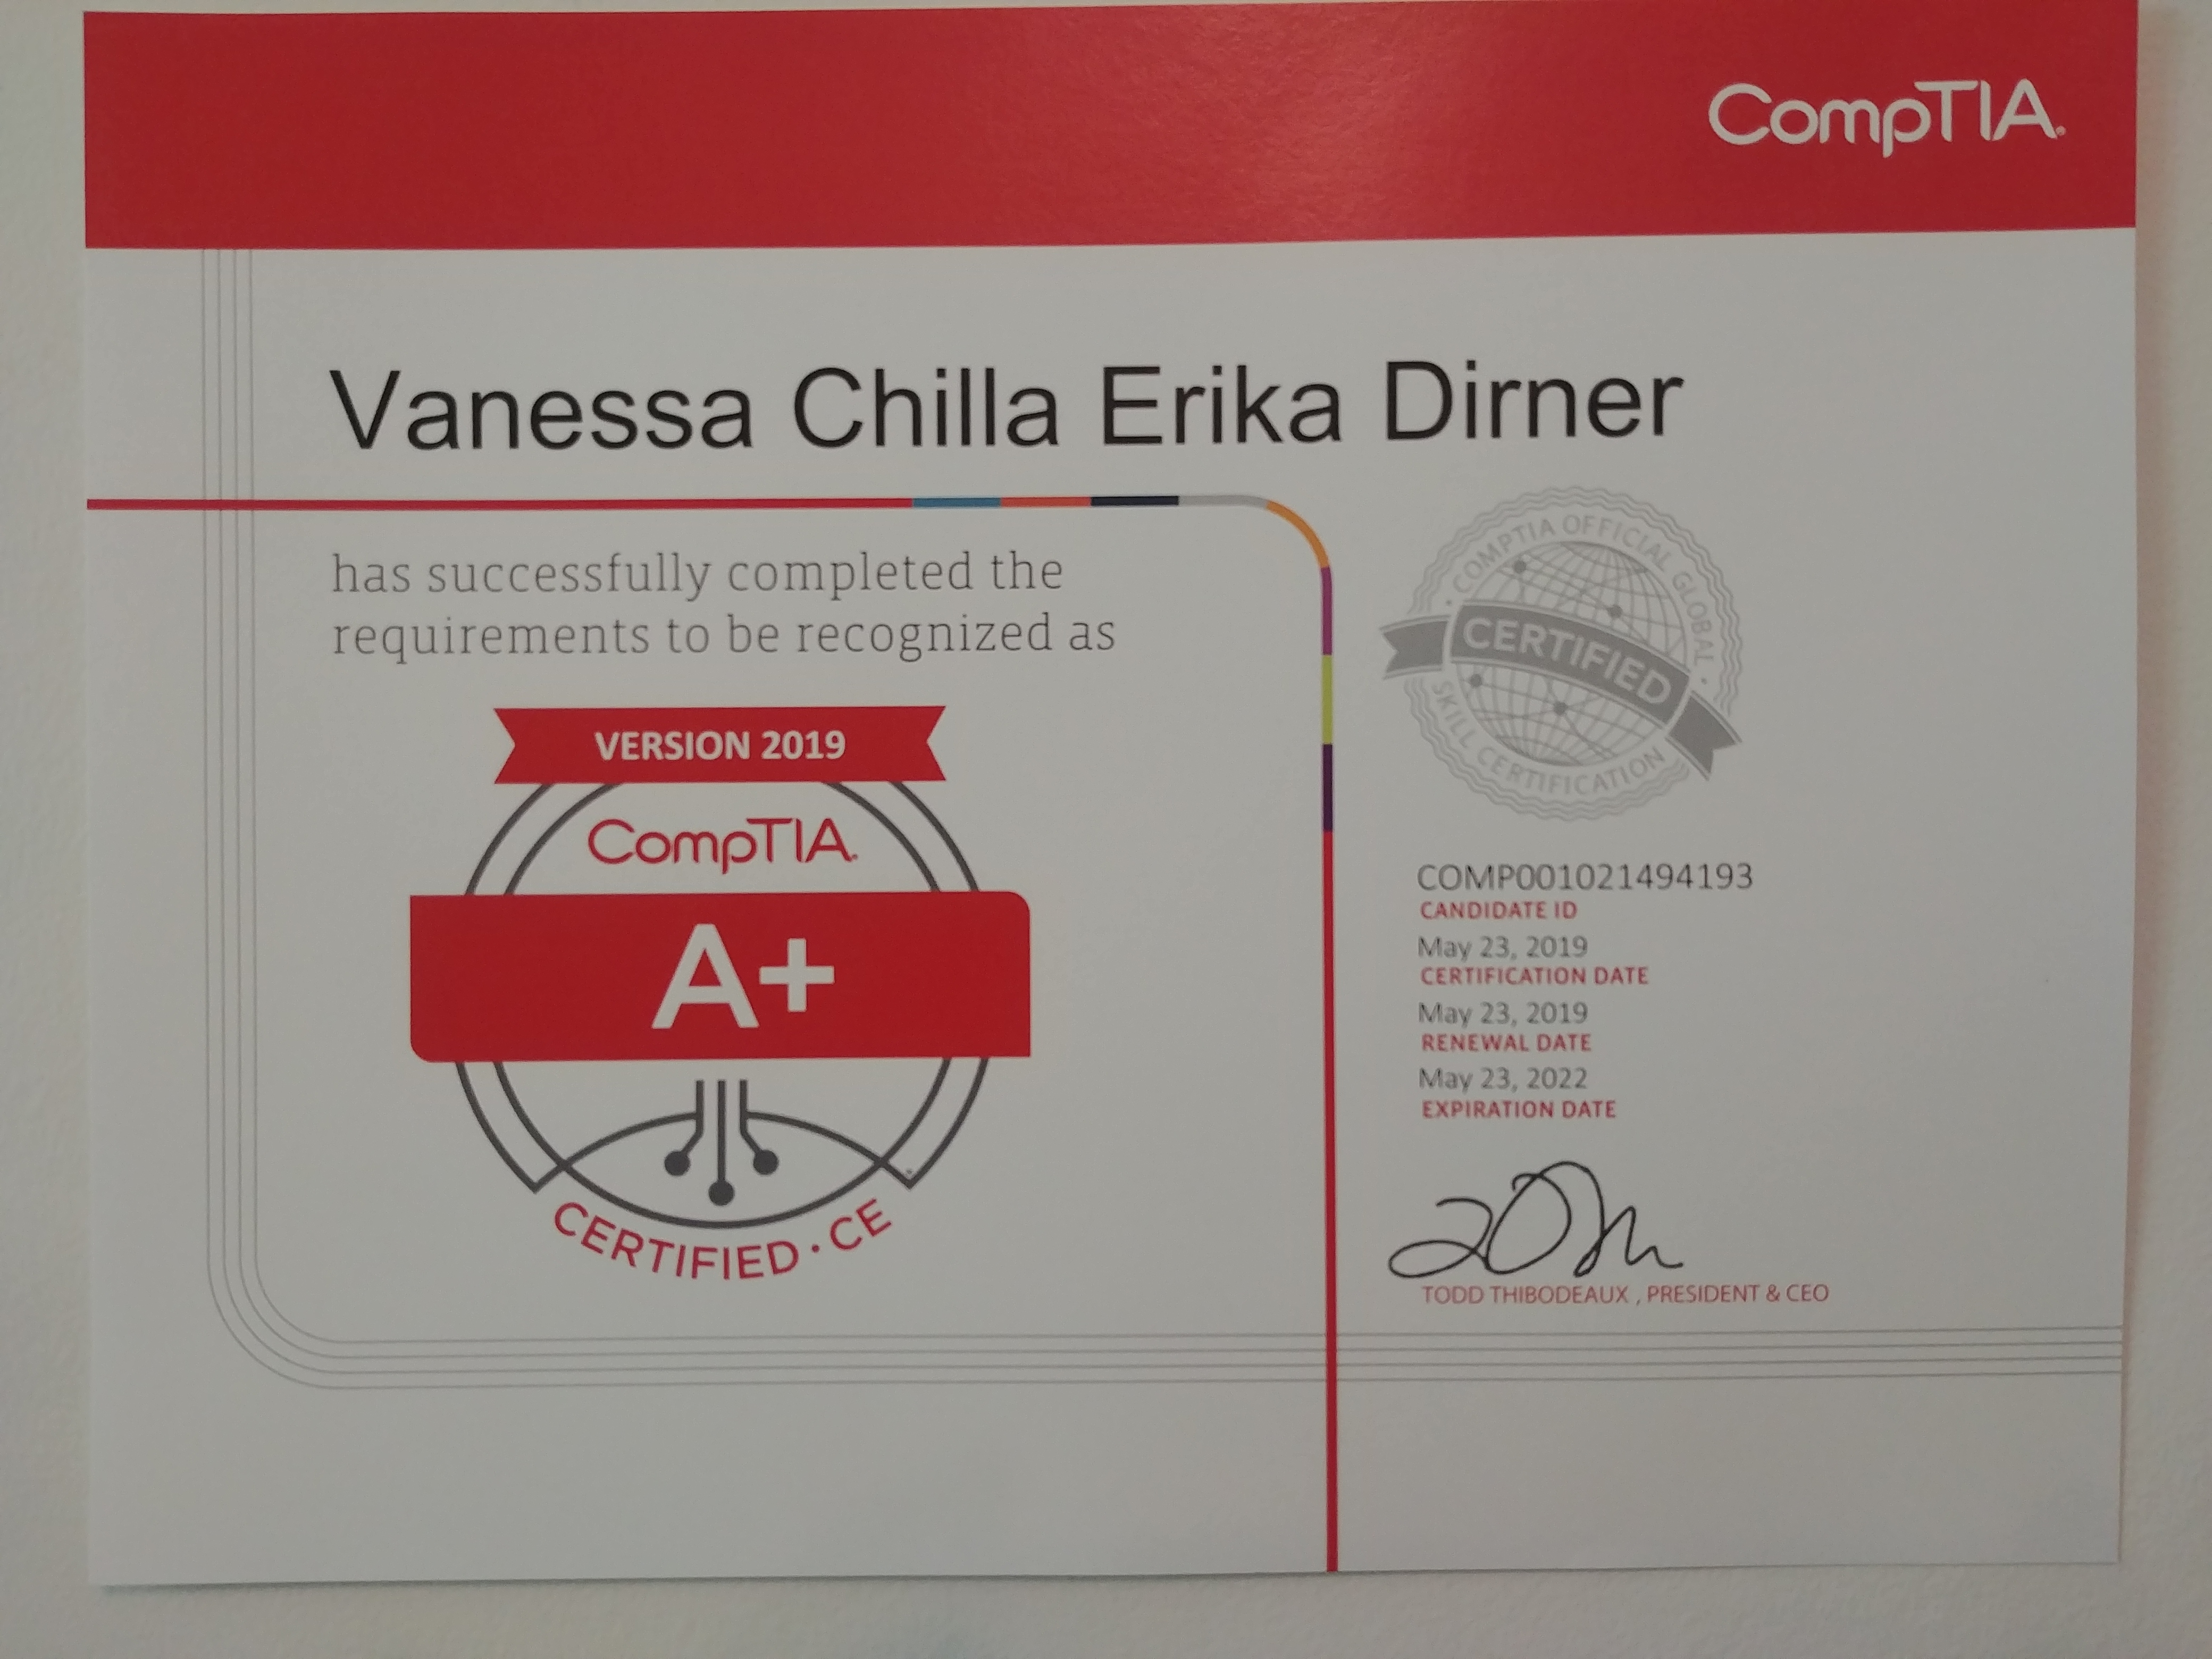 CompTIA®
Vanessa Chilla Erika Dirner
has successfully completed the
requirements to be recognized as
VERSION 2019
CompTIA.
A+
CERTIFIED · CE
· COMPTIA OFFICIAL GLOBAL ·
CERTIFIED
SKILL CERTIFICATION
COMP001021494193
CANDIDATE ID
May 23, 2019
CERTIFICATION DATE
May 23, 2019
RENEWAL DATE
May 23, 2022
EXPIRATION DATE
TODD THIBODEAUX , PRESIDENT & CEO